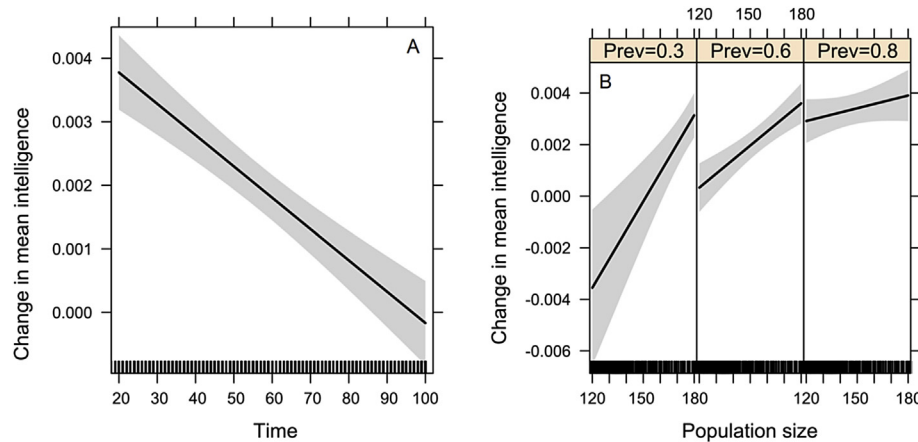 A
Change in mean intelligence
0.004
0.003
0.002
0.001
0.000
20 30 40 50 60 70 80 90 100
Time
120 150 180
Prev=0.3 Prev=0.6 Prev=0.8
B
Change in mean intelligence
0.004
0.002
0.000
-0.002
-0.004
-0.006
120 150 180 120 150 180
Population size